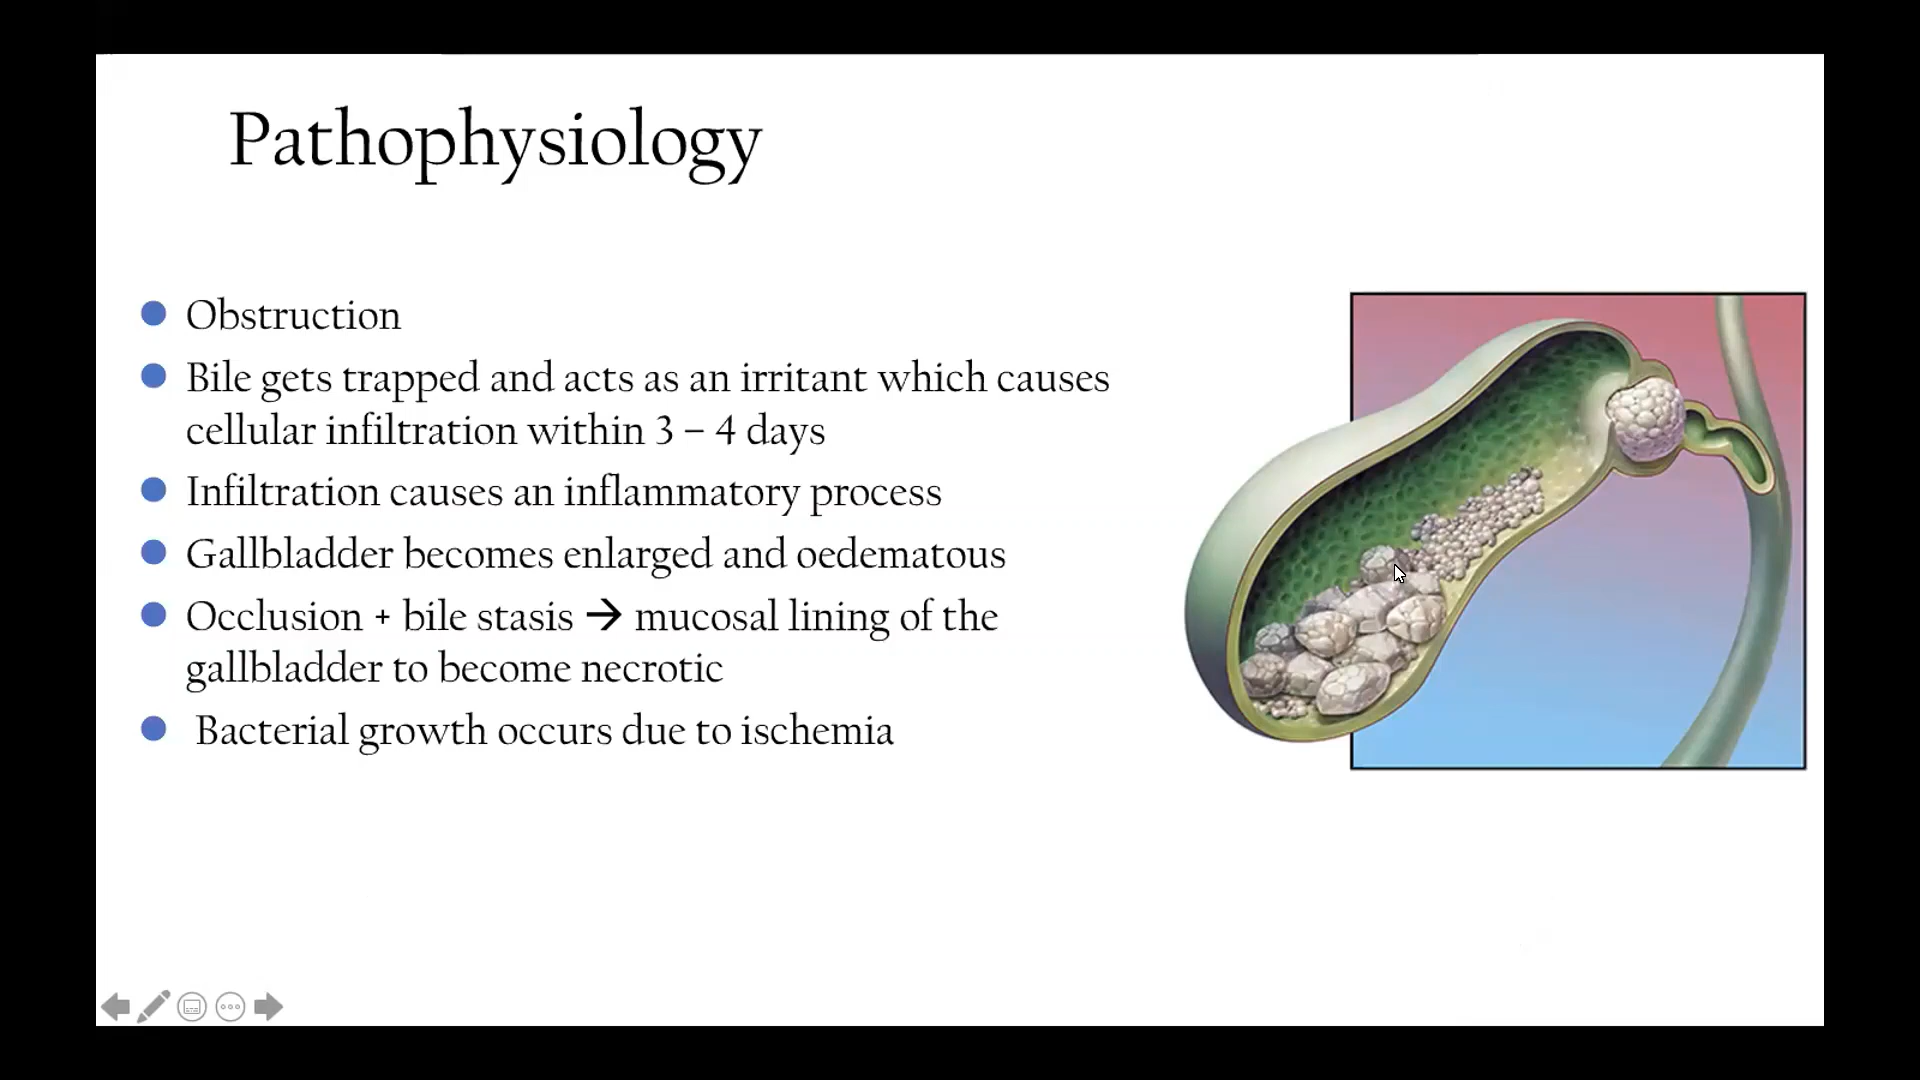 Pathophysiology
Obstruction
Bile gets trapped and acts as an irritant which causes
cellular infiltration within 3 – 4 days
Infiltration causes an inflammatory process
Gallbladder becomes enlarged and oedematous
Occlusion + bile stasis → mucosal lining of the
gallbladder to become necrotic
Bacterial growth occurs due to ischemia